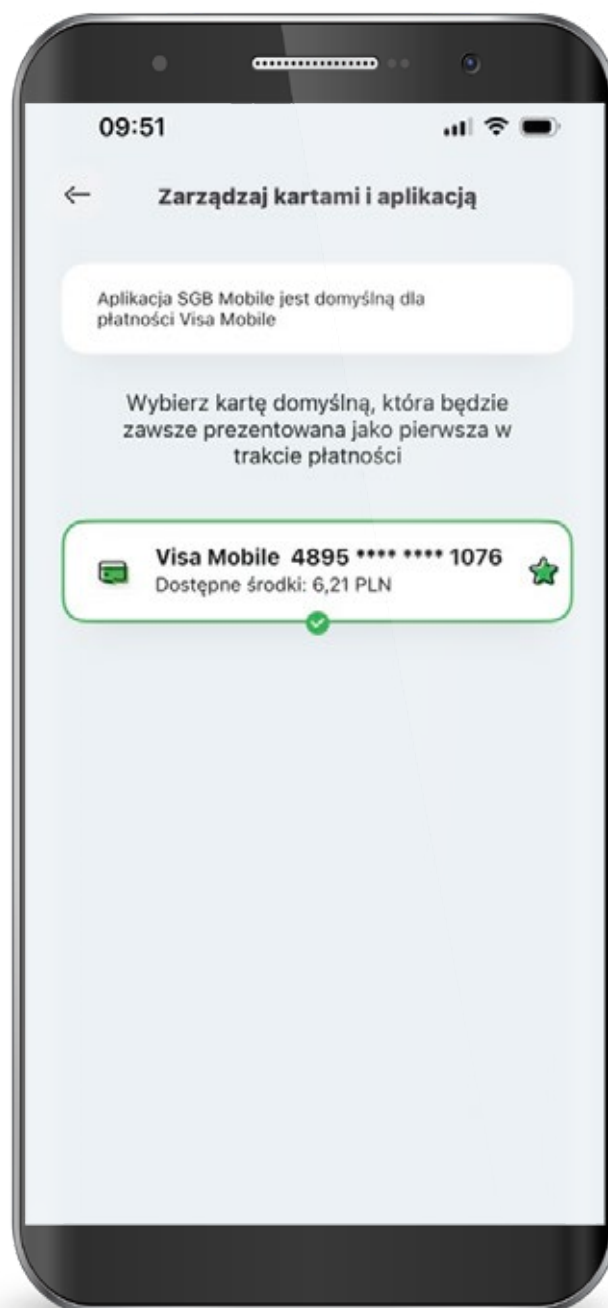 09:51
Zarządzaj kartami i aplikacją
Aplikacja SGB Mobile jest domyślną dla
płatności Visa Mobile
Wybierz kartę domyślną, która będzie
zawsze prezentowana jako pierwsza w
trakcie płatności
Visa Mobile 4895 **** **** 1076
Dostępne środki: 6,21 PLN